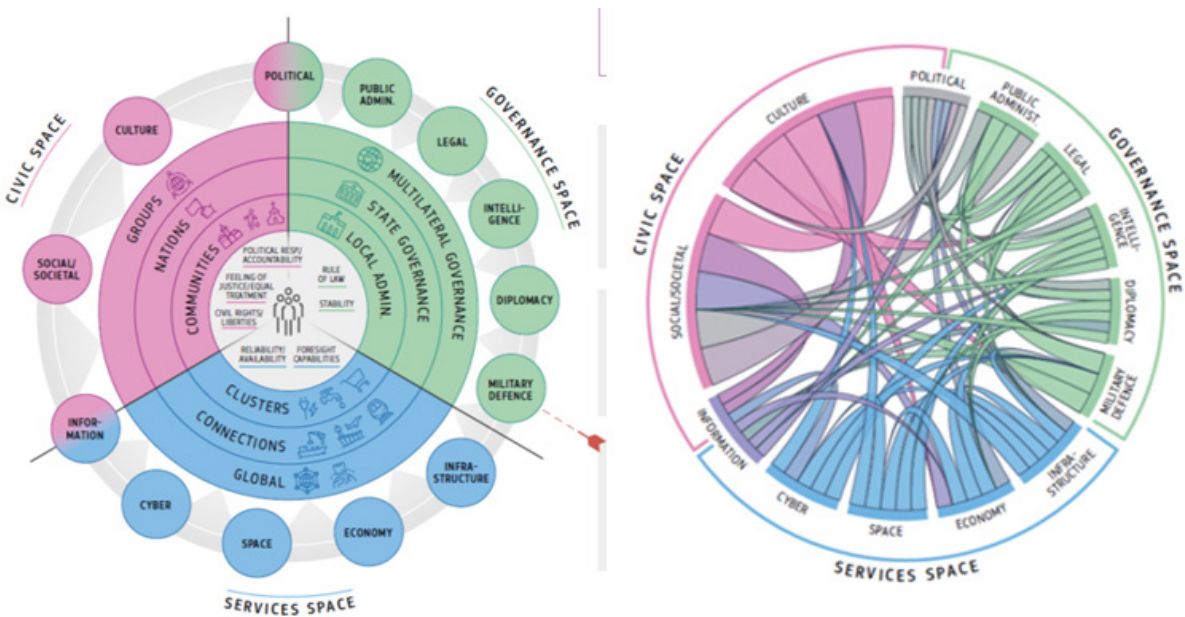 POLITICAL
PUBLIC
ADMIN.
LEGAL
INTELLI-
GENCE
DIPLOMACY
MILITARY
DEFENCE
INFRA-
STRUCTURE
ECONOMY
SPACE
CYBER
INFOR-
MATION
SOCIAL/
SOCIETAL
CULTURE
CIVIC SPACE
GOVERNANCE SPACE
SERVICES SPACE
GROUPS
NATIONS
COMMUNITIES
MULTILATERAL GOVERNANCE
STATE GOVERNANCE
LOCAL ADMIN.
CLUSTERS
CONNECTIONS
GLOBAL
POLITICAL RESP/
ACCOUNTABILITY
FEELING OF
JUSTICE/EQUAL
TREATMENT
CIVIL RIGHTS/
LIBERTIES
RULE
OF LAW
STABILITY
RELIABILITY/
AVAILABILITY
FORESIGHT
CAPABILITIES
CIVIC SPACE
GOVERNANCE SPACE
SERVICES SPACE
POLITICAL
PUBLIC
ADMINIST.
LEGAL
INTELLI-
GENCE
DIPLOMACY
MILITARY
DEFENCE
INFRA-
STRUCTURE
ECONOMY
SPACE
CYBER
INFORMATION
SOCIAL/SOCIETAL
CULTURE